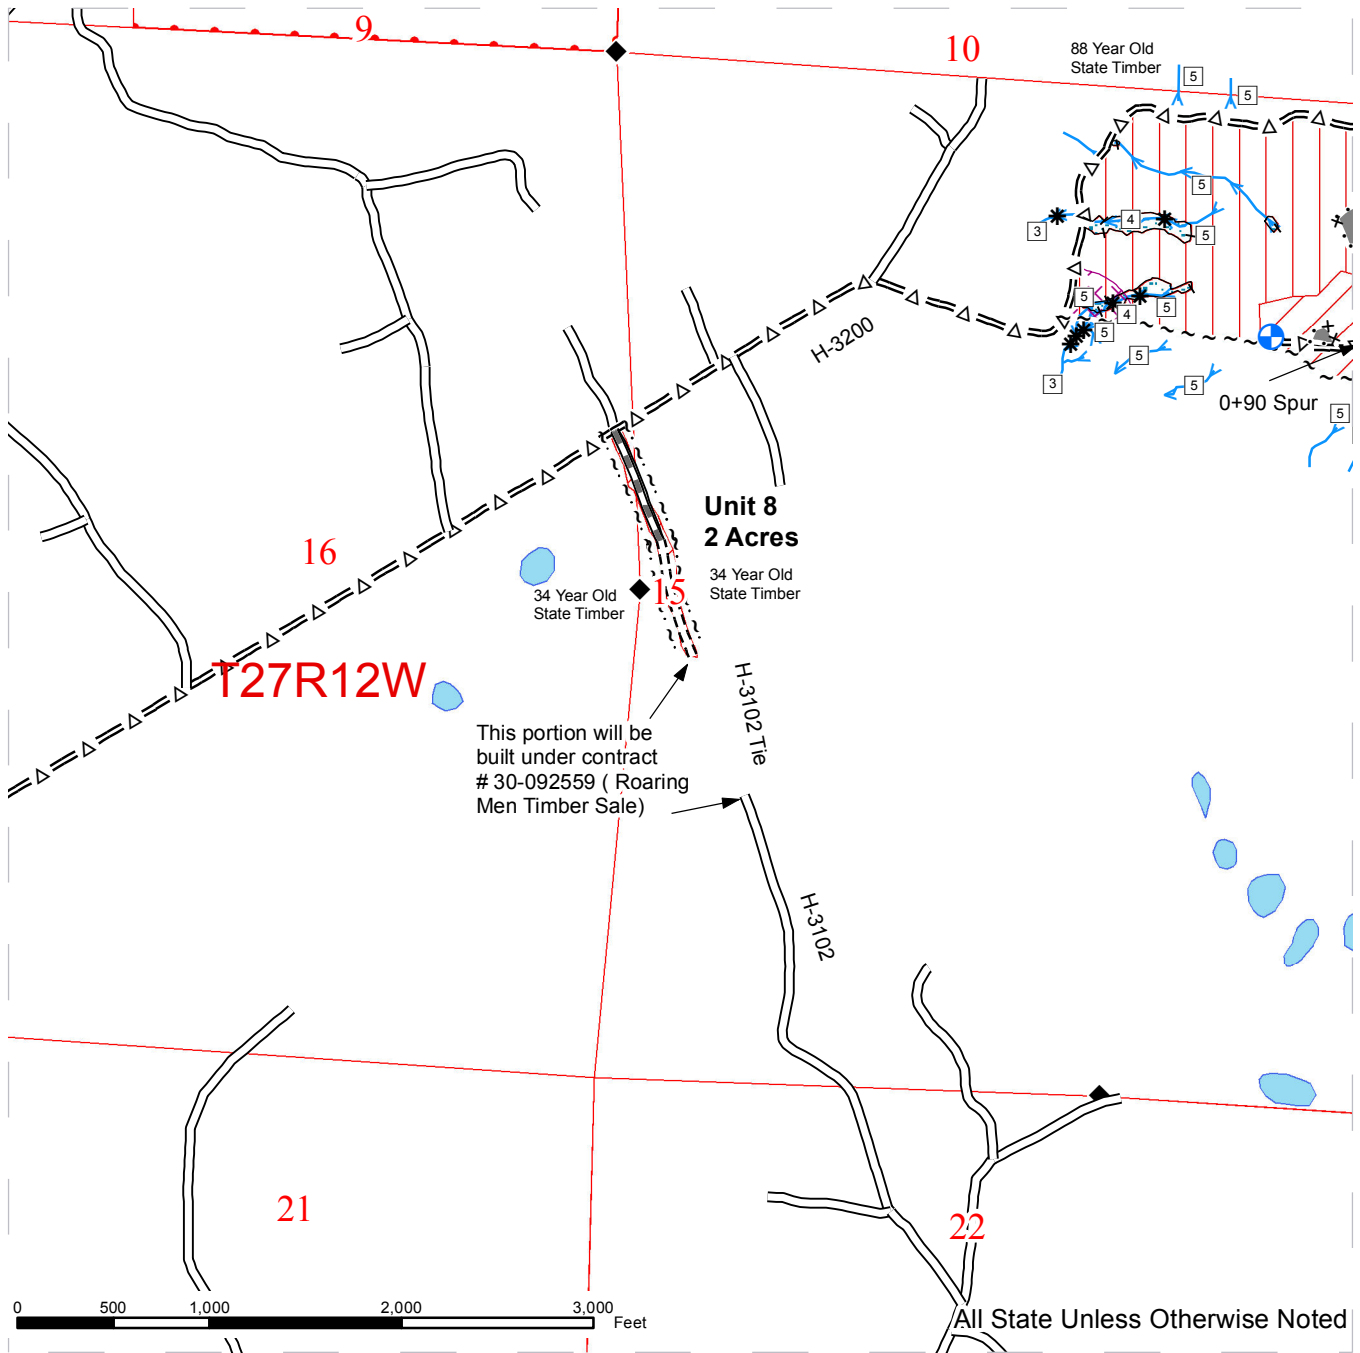 9
10
88 Year Old
State Timber
5
5
5
4
3
5
5
5
4
5
3
5
5
0+90 Spur
5
H-3200
Unit 8
2 Acres
16
34 Year Old
State Timber
15
34 Year Old
State Timber
T27R12W
H-3102 Tie
This portion will be
built under contract
# 30-092559 ( Roaring
Men Timber Sale)
H-3102
21
22
0 500 1,000 2,000 3,000
Feet
All State Unless Otherwise Noted